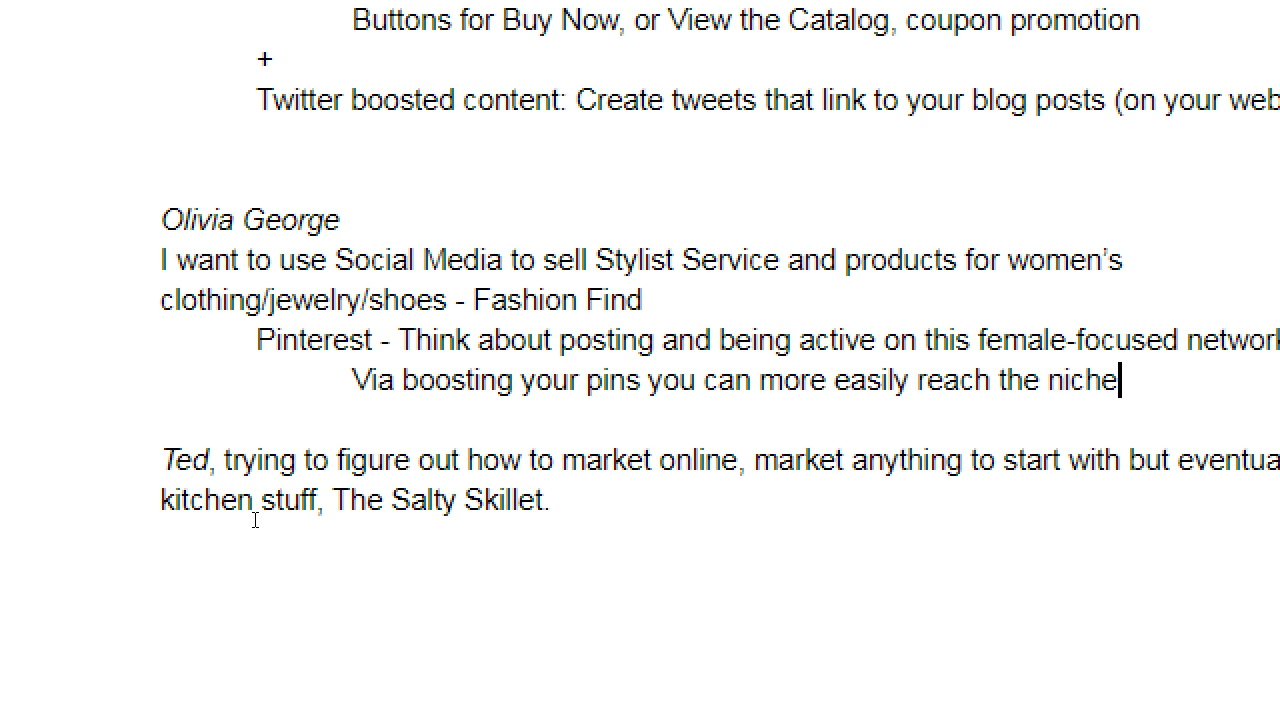 Buttons for Buy Now, or View the Catalog, coupon promotion
+
Twitter boosted content: Create tweets that link to your blog posts (on your web
Olivia George
I want to use Social Media to sell Stylist Service and products for women’s
clothing/jewelry/shoes - Fashion Find
Pinterest - Think about posting and being active on this female-focused network
Via boosting your pins you can more easily reach the niche
Ted, trying to figure out how to market online, market anything to start with but eventua
kitchen stuff, The Salty Skillet.